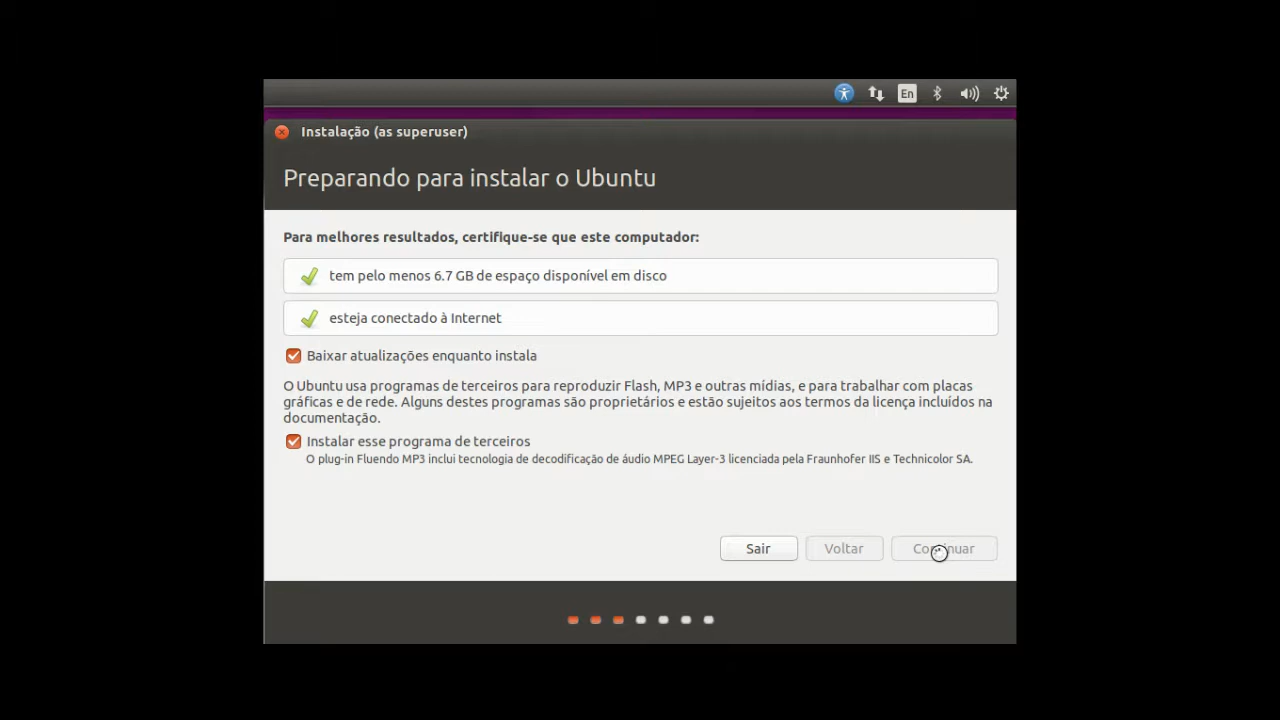 En
Instalação (as superuser)
Preparando para instalar o Ubuntu
Para melhores resultados, certifique-se que este computador:
tem pelo menos 6.7 GB de espaço disponível em disco
esteja conectado à Internet
Baixar atualizações enquanto instala
O Ubuntu usa programas de terceiros para reproduzir Flash, MP3 e outras mídias, e para trabalhar com placas
gráficas e de rede. Alguns destes programas são proprietários e estão sujeitos aos termos da licença incluídos na
documentação.
Instalar esse programa de terceiros
O plug-in Fluendo MP3 inclui tecnologia de decodificação de áudio MPEG Layer-3 licenciada pela Fraunhofer IIS e Technicolor SA.
Sair Voltar Continuar